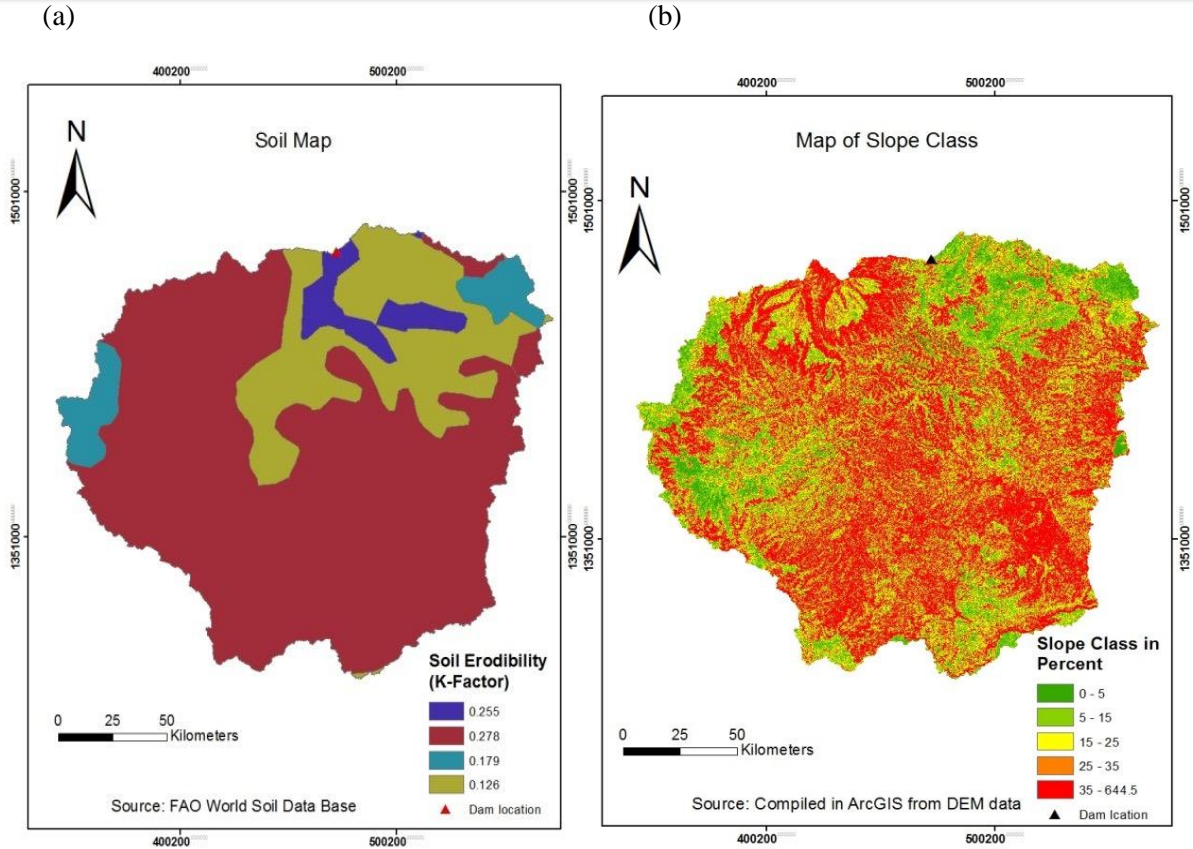 (a)
(b)
400200
500200
Soil Map
N
1501000
1501000
1351000
1351000
Soil Erodibility
(K-Factor)
0.255
0.278
0.179
0.126
Dam location
0 25 50
Kilometers
Source: FAO World Soil Data Base
400200
500200
400200
500200
Map of Slope Class
N
1501000
1501000
1351000
1351000
Slope Class in
Percent
0 - 5
5 - 15
15 - 25
25 - 35
35 - 644.5
Dam lcation
0 25 50
Kilometers
Source: Compiled in ArcGIS from DEM data
400200
500200